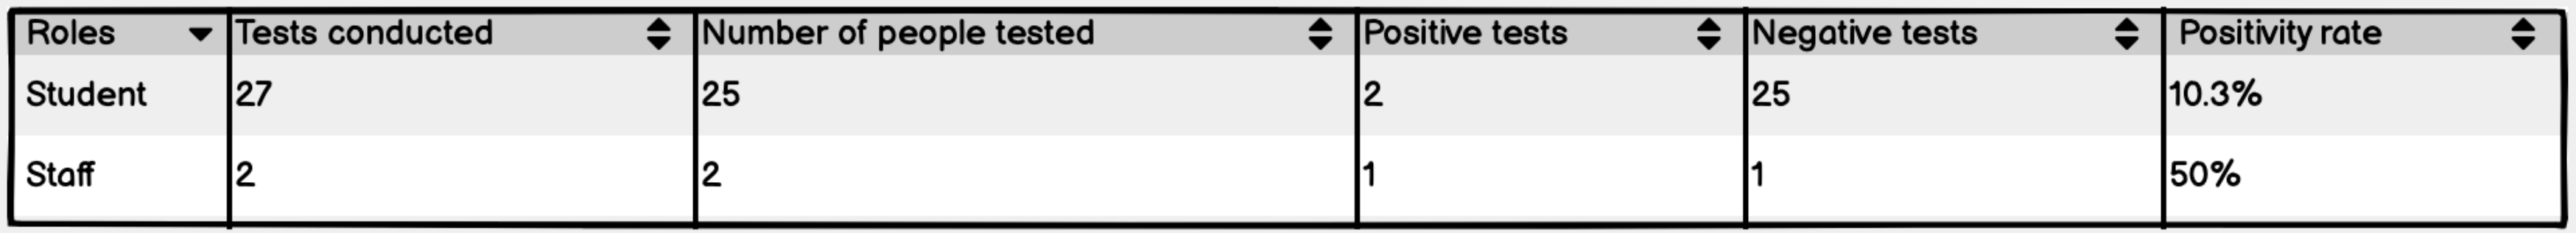 Roles Tests conducted Number of people tested Positive tests Negative tests Positivity rate
Student 27 25 2 25 10.3%
Staff 2 2 1 1 50%